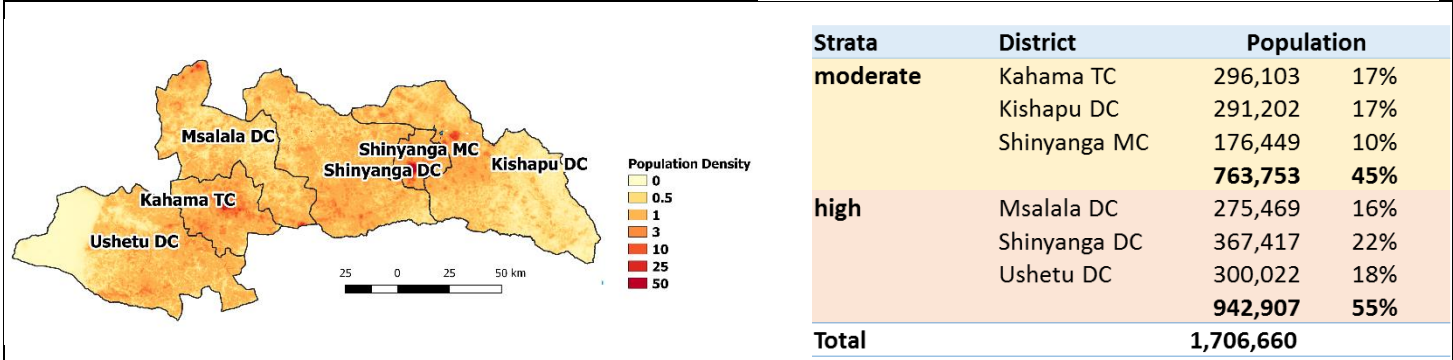 Msalala DC
Shinyanga MC
Shinyanga DC
Kishapu DC
Kahama TC
Ushetu DC
25 0 25 50 km
Population Density
0
0.5
1
3
10
25
50
Strata District Population
moderate Kahama TC 296,103 17%
Kishapu DC 291,202 17%
Shinyanga MC 176,449 10%
763,753 45%
high Msalala DC 275,469 16%
Shinyanga DC 367,417 22%
Ushetu DC 300,022 18%
942,907 55%
Total 1,706,660